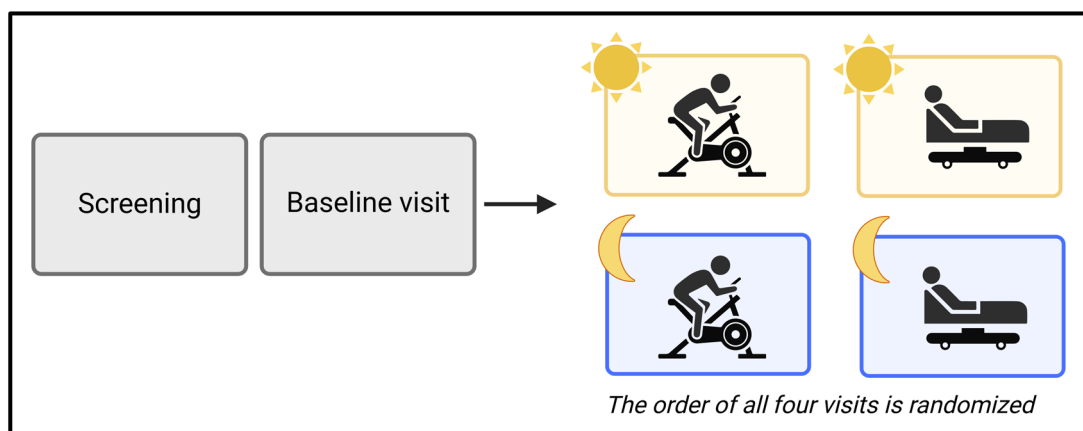 Screening
Baseline visit
The order of all four visits is randomized